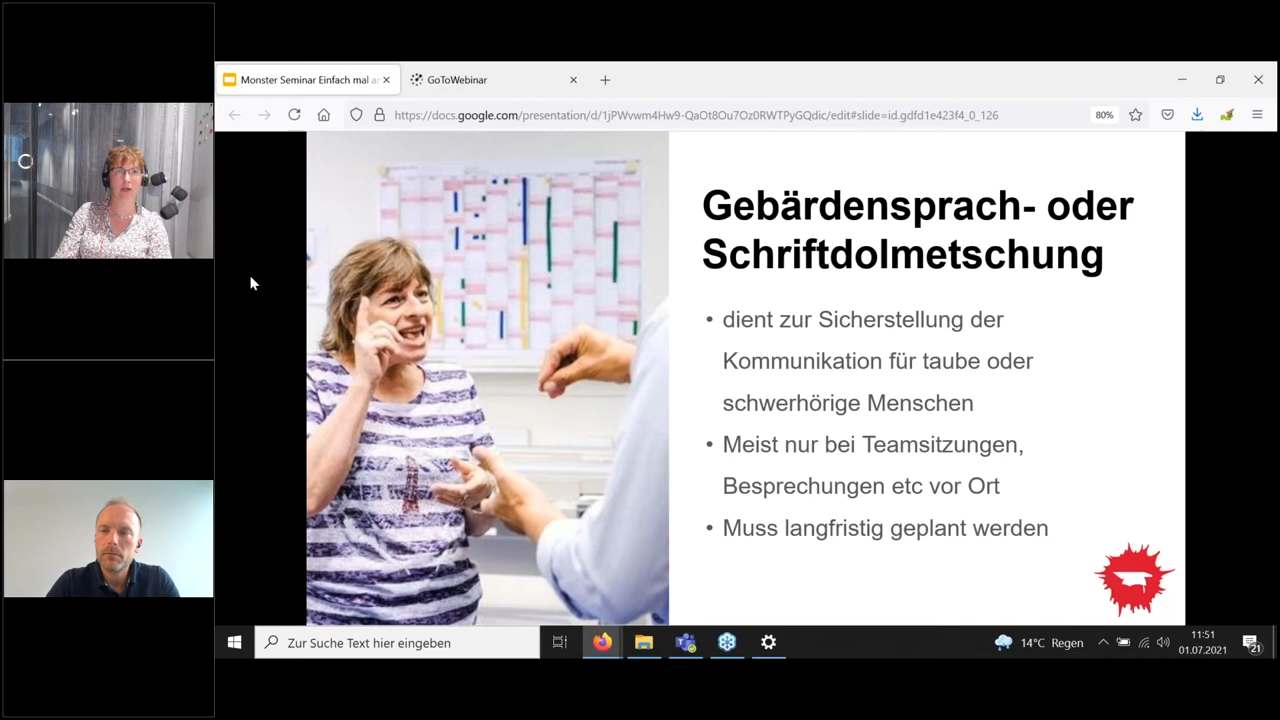 Monster Seminar Einfach mal a
GoToWebinar
https://docs.google.com/presentation/d/1jPWvwm4Hw9-QaOt8Ou7Oz0RWTPyGQdic/edit#slide=id.gdfd1e423f4_0_126
80%
Gebärdensprach- oder
Schriftdolmetschung
• dient zur Sicherstellung der
Kommunikation für taube oder
schwerhörige Menschen
• Meist nur bei Teamsitzungen,
Besprechungen etc vor Ort
• Muss langfristig geplant werden
Zur Suche Text hier eingeben
14°C Regen
11:51
01.07.2021
21